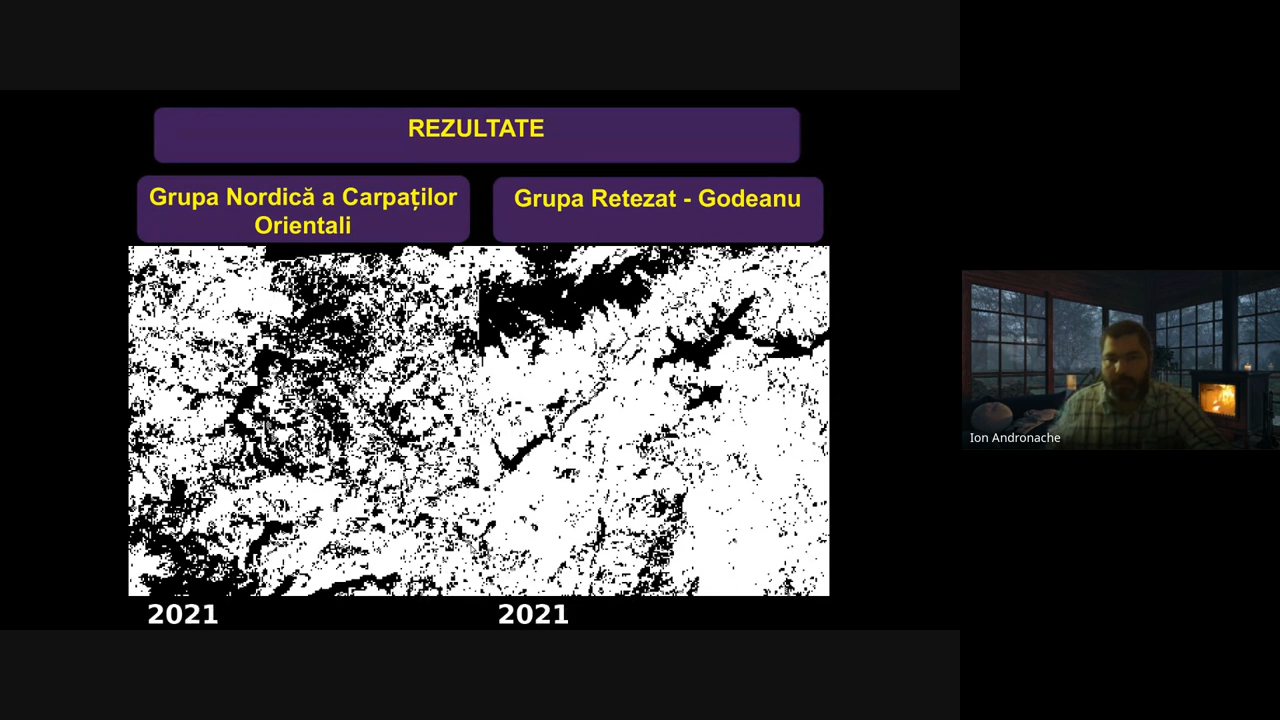 REZULTATE
Grupa Nordică a Carpaților
Orientali
Grupa Retezat - Godeanu
2021
2021
Ion Andronache